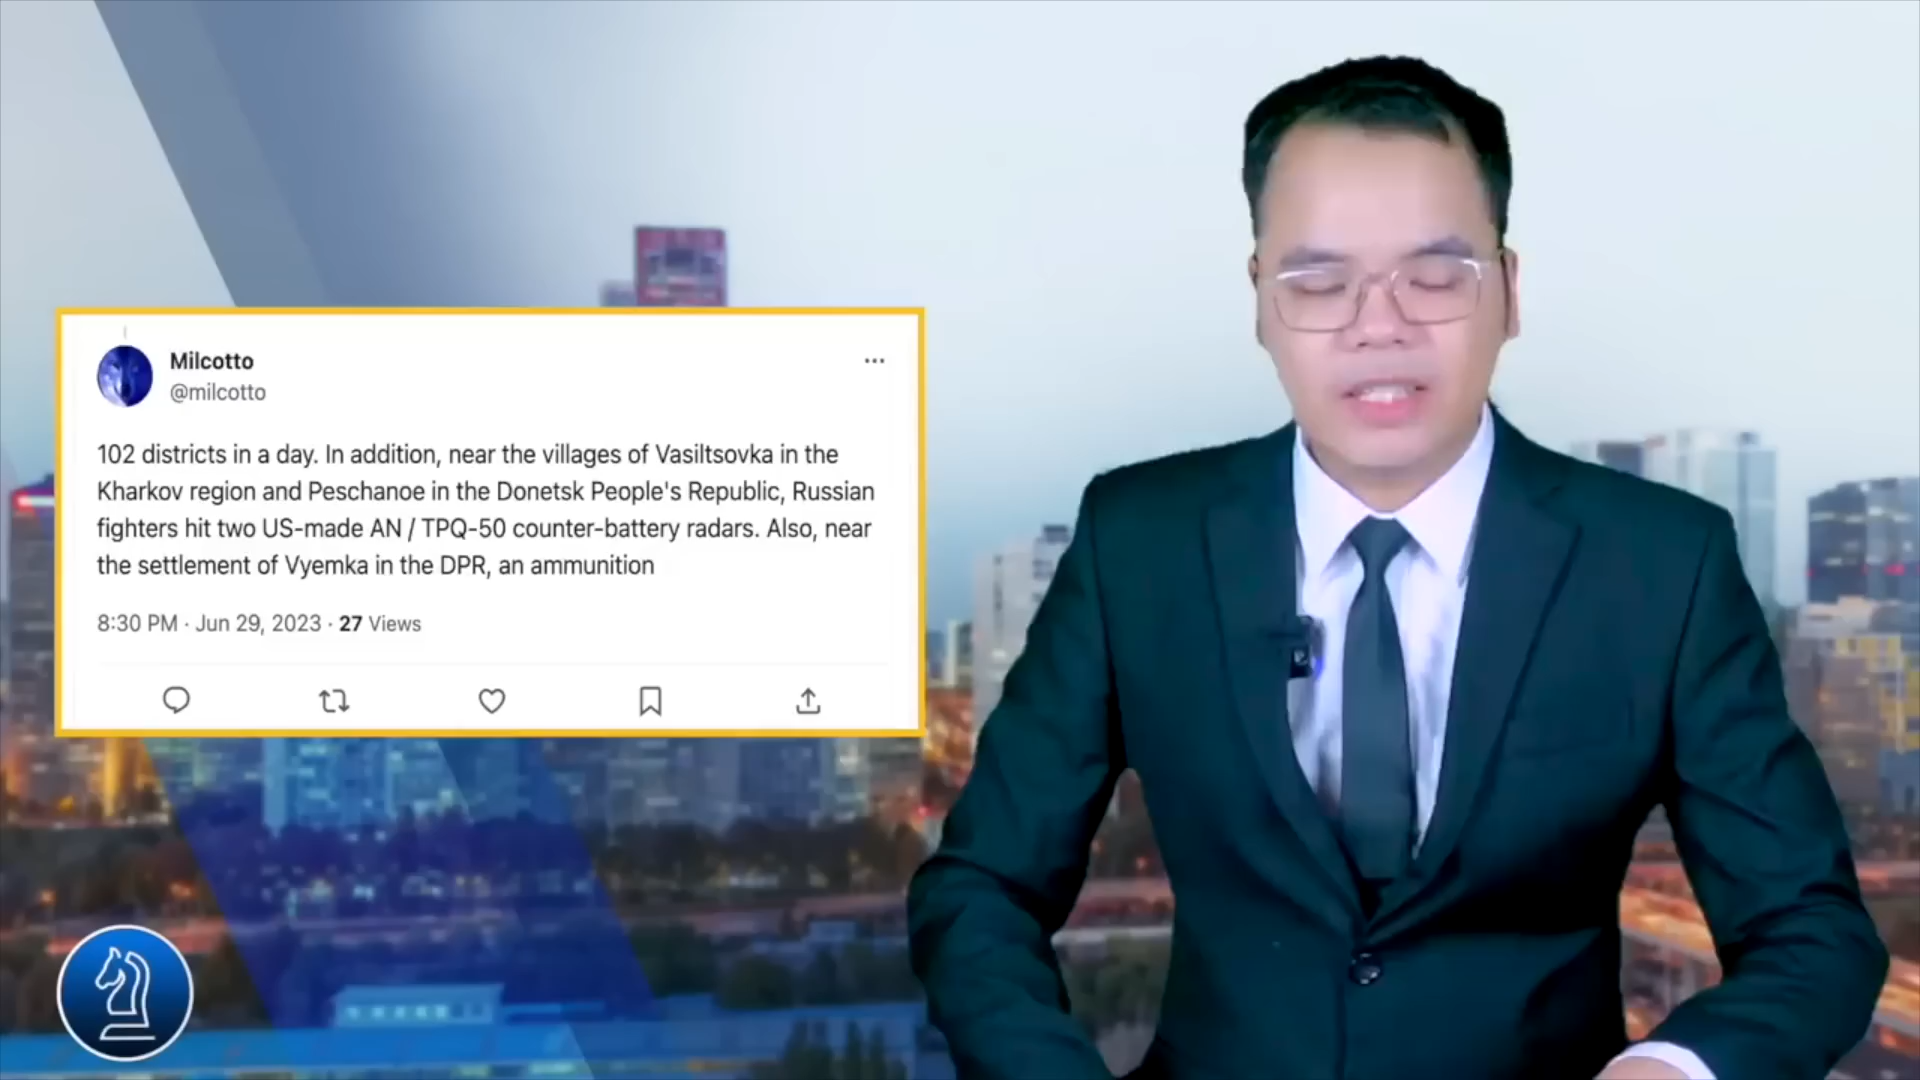 Milcotto
@milcotto
102 districts in a day. In addition, near the villages of Vasiltsovka in the
Kharkov region and Peschanoe in the Donetsk People's Republic, Russian
fighters hit two US-made AN / TPQ-50 counter-battery radars. Also, near
the settlement of Vyemka in the DPR, an ammunition
8:30 PM · Jun 29, 2023 · 27 Views